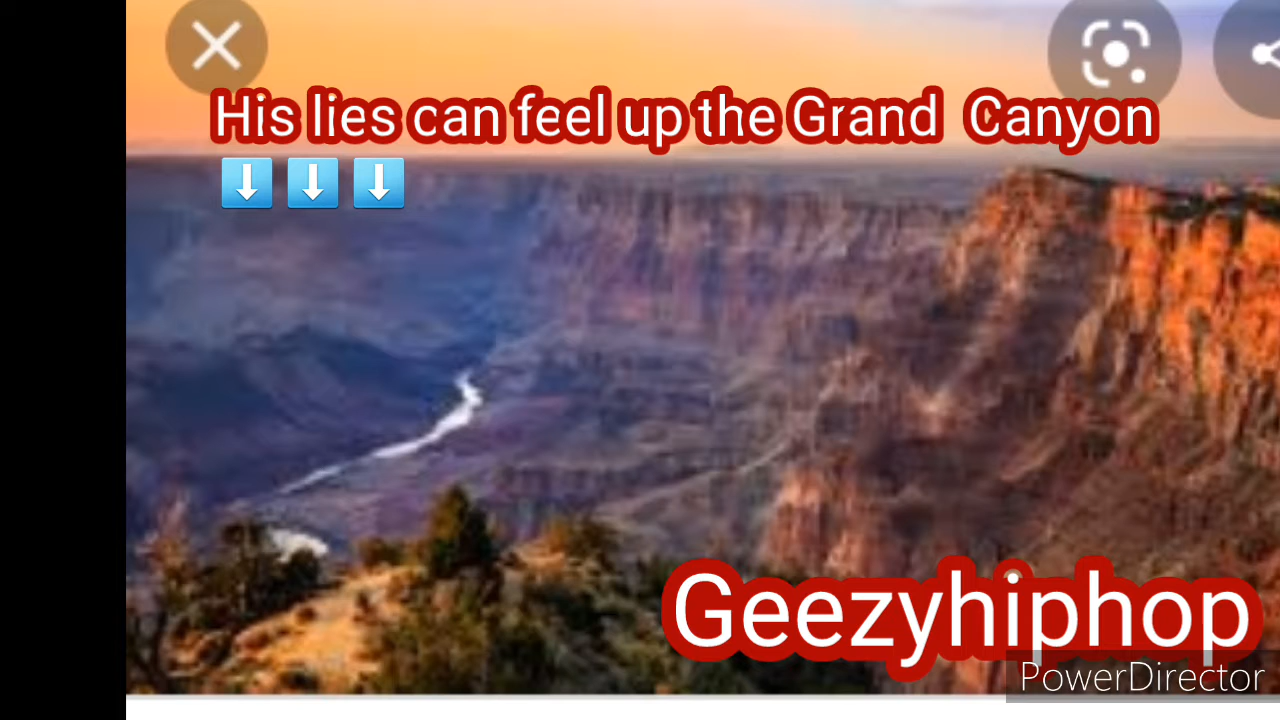 His lies can feel up the Grand Canyon
⬇️⬇️⬇️
Geezyhiphop
PowerDirector